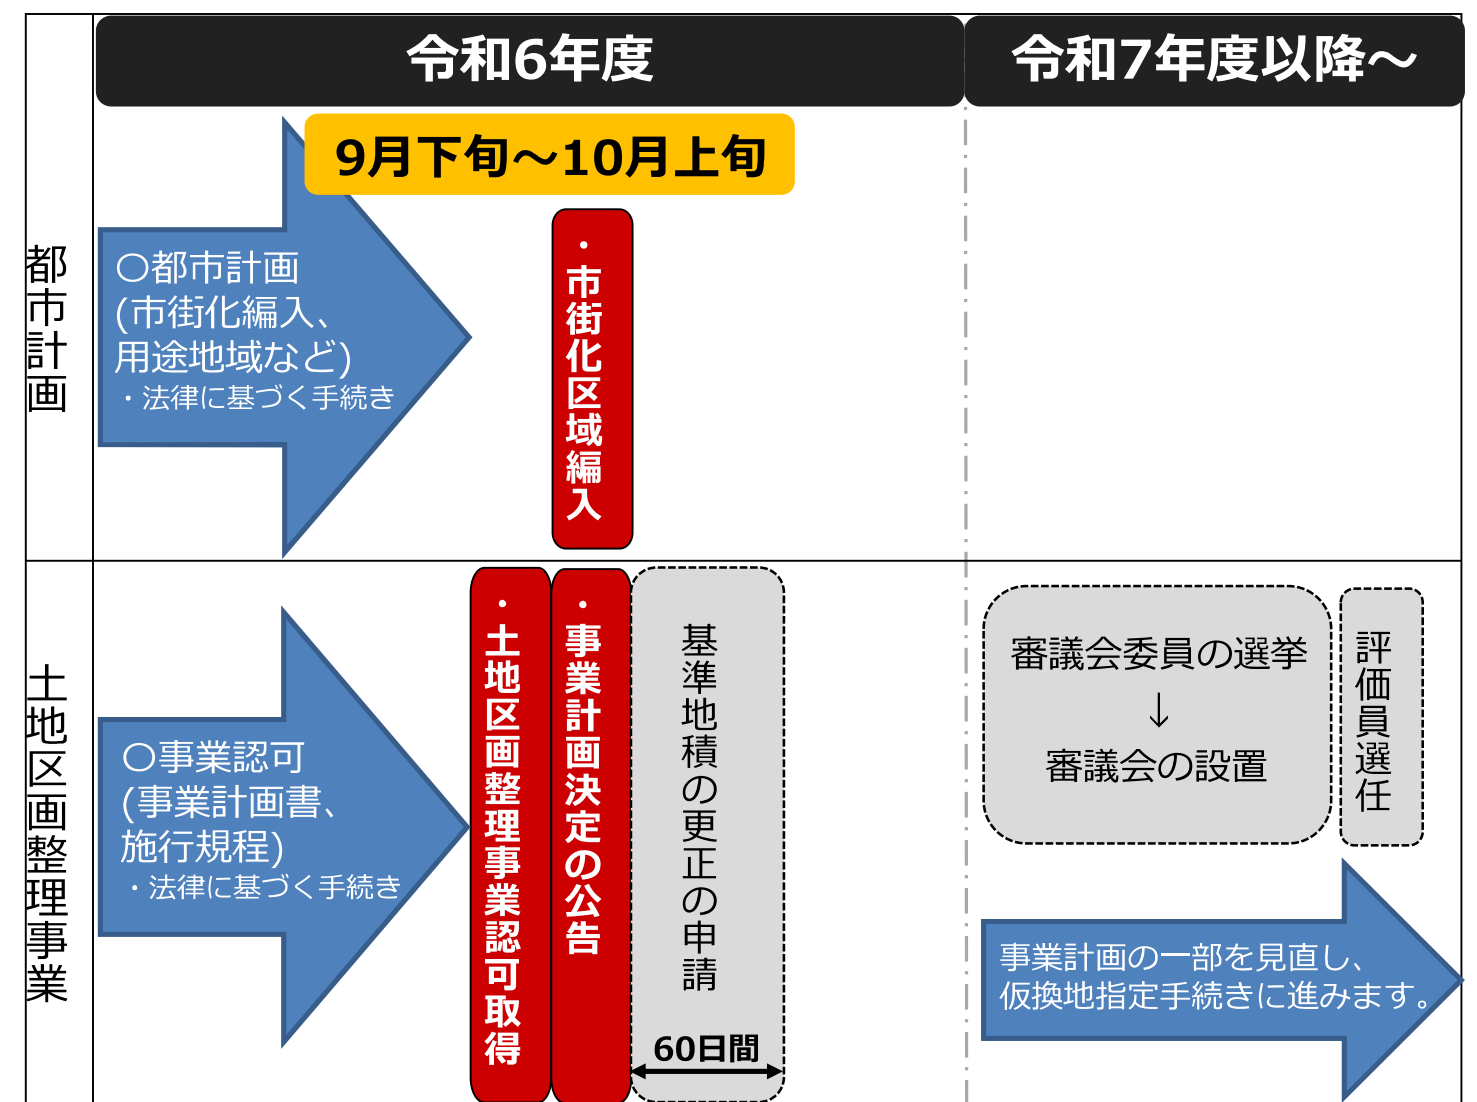 令和6年度
令和7年度以降～
9月下旬～10月上旬
都市計画
〇都市計画
(市街化編入、
用途地域など)
・法律に基づく手続き
・市街化区域編入
土地区画整理事業
〇事業認可
(事業計画書、
施行規程)
・法律に基づく手続き
・土地区画整理事業認可取得
・事業計画決定の公告
基準地積の更正の申請
60日間
審議会委員の選挙
↓
審議会の設置
評価員選任
事業計画の一部を見直し、
仮換地指定手続きに進みます。